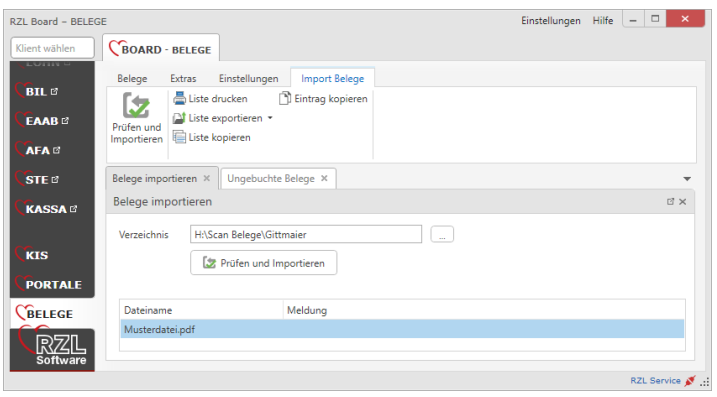 RZL Board – BELEGE
Einstellungen Hilfe
Klient wählen
BOARD - BELEGE
BIL
EAAB
AFA
STE
KASSA
KIS
PORTALE
BELEGE
RZL
Software
Belege Extras Einstellungen Import Belege
Prüfen und
Importieren
Liste drucken
Liste exportieren
Liste kopieren
Eintrag kopieren
Belege importieren Ungebuchte Belege
Belege importieren
Verzeichnis H:\Scan Belege\Gittmaier ...
Prüfen und Importieren
Dateiname Meldung
Musterdatei.pdf
RZL Service